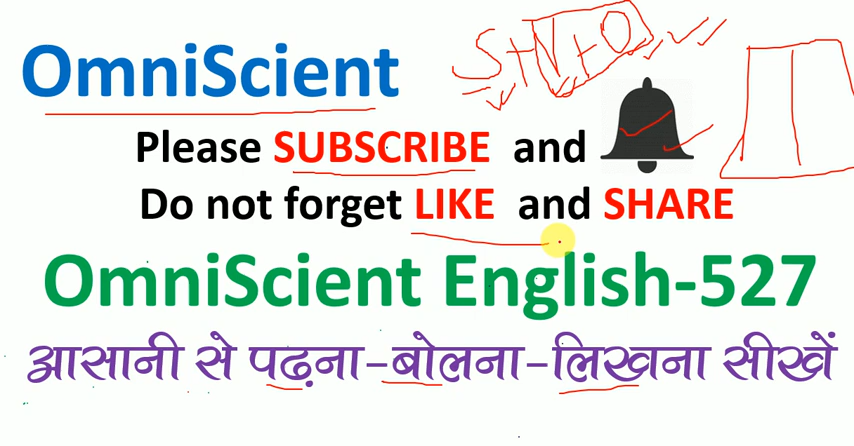 S+V+O
OmniScient
Please SUBSCRIBE and
Do not forget LIKE and SHARE
OmniScient English-527
आसानी से पढ़ना-बोलना-लिखना सीखें